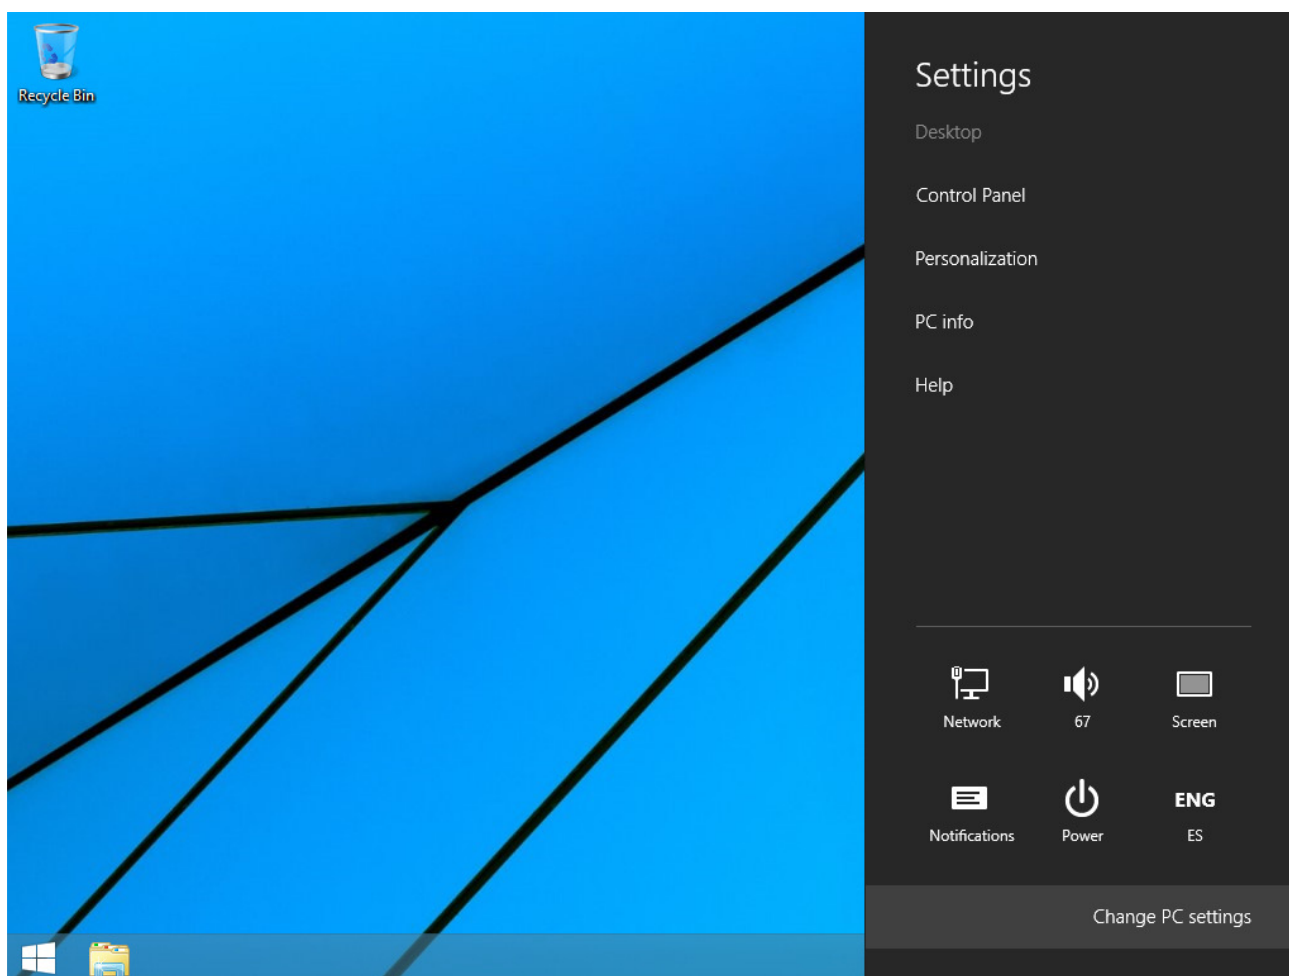 Recycle Bin
Settings
Desktop
Control Panel
Personalization
PC info
Help
Network
67
Screen
Notifications
Power
ENG
ES
Change PC settings